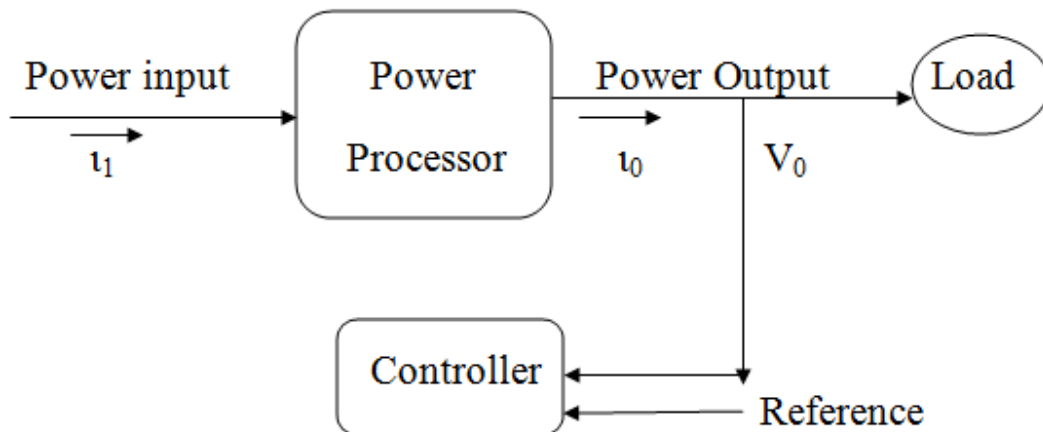 Power input
ι₁
Power
Processor
Power Output
ι₀
V₀
Load
Controller
Reference